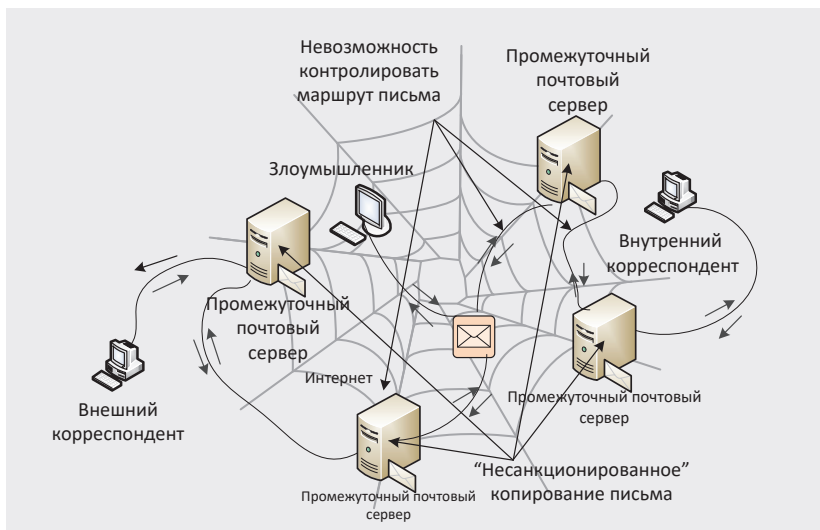 Невозможность
контролировать
маршрут письма
Промежуточный
почтовый
сервер
Злоумышленник
Внутренний
корреспондент
Промежуточный
почтовый
сервер
Интернет
Промежуточный почтовый
сервер
Внешний
корреспондент
“Несанкционированное”
копирование письма
Промежуточный почтовый
сервер